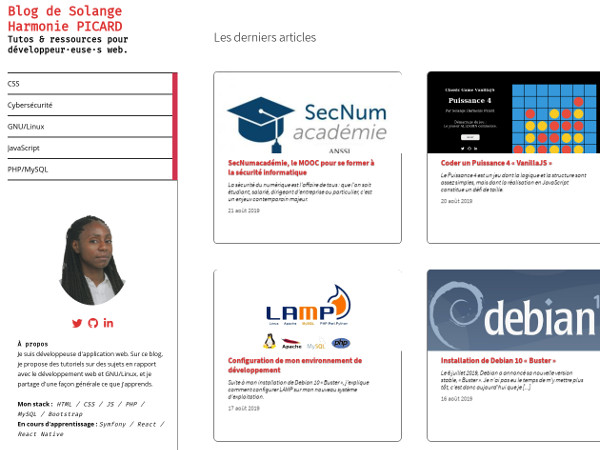 Blog de Solange
Harmonie PICARD
Tutos & ressources pour
développeur·euse·s web.
CSS
Cybersécurité
GNU/Linux
JavaScript
PHP/MySQL
À propos
Je suis développeuse d'application web. Sur ce blog,
je propose des tutoriels sur des sujets en rapport
avec le développement web et GNU/Linux, et je
partage d'une façon générale ce que j'apprends.
Mon stack : HTML / CSS / JS / PHP /
MySQL / Bootstrap
En cours d'apprentissage : Symfony / React /
React Native
Les derniers articles
SecNum
académie
ANSSI
SecNumacadémie, le MOOC pour se former à
la sécurité informatique
La sécurité du numérique est l'affaire de tous : que l'on soit
étudiant, salarié, dirigeant d'entreprise ou particulier, c'est
un enjeu contemporain majeur.
21 août 2019
Classic Game VanillaJS
Puissance 4
Par Solange Harmonie PICARD
Coder un Puissance 4 « VanillaJS »
Le Puissance 4 est un jeu dont la logique et la structure sont
assez simples, mais dont la réalisation en JavaScript
constitue un défi de taille.
20 août 2019
LAMP
Linux Apache MySQL PHP Perl Python
Apache MySQL php
Configuration de mon environnement de
développement
Suite à mon installation de Debian 10 « Buster », j'explique
comment configurer LAMP sur mon nouveau système
d'exploitation.
17 août 2019
debian 1
Installation de Debian 10 « Buster »
Le 6 juillet 2019, Debian a annoncé sa nouvelle version
stable, « Buster ». Je n'ai pas eu le temps de m'y mettre plus
tôt, c'est donc aujourd'hui que je [...]
16 août 2019